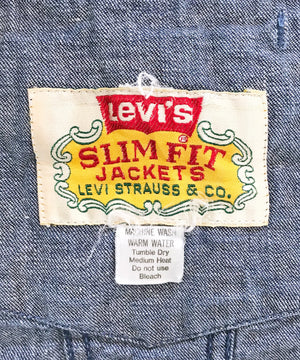 Levi's
®
SLIM FIT
JACKETS
LEVI STRAUSS & CO.
MACHINE WASH
WARM WATER
Tumble Dry
Medium Heat
Do not use
Bleach